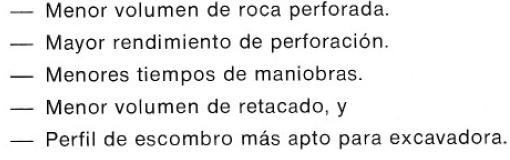 — Menor volumen de roca perforada.
— Mayor rendimiento de perforación.
— Menores tiempos de maniobras.
— Menor volumen de retacado, y
— Perfil de escombro más apto para excavadora.